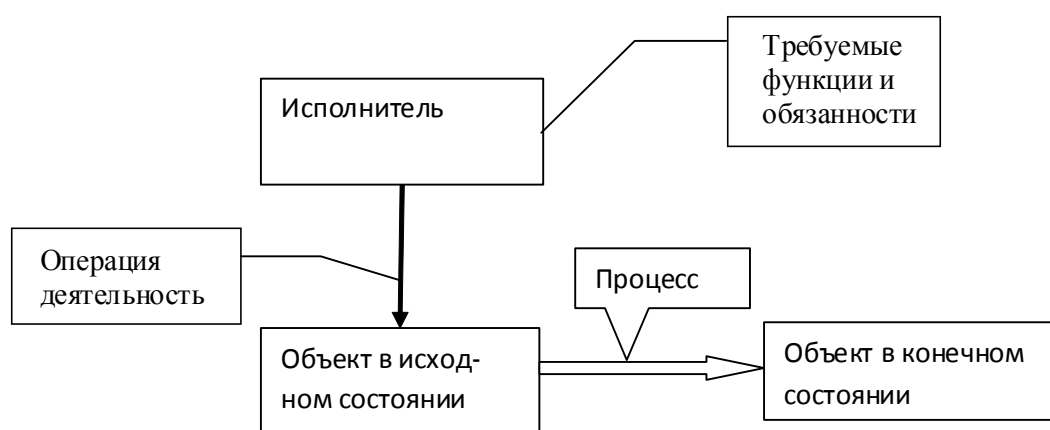 Требуемые
функции и
обязанности
Исполнитель
Операция
деятельность
Процесс
Объект в исход-
ном состоянии
Объект в конечном
состоянии